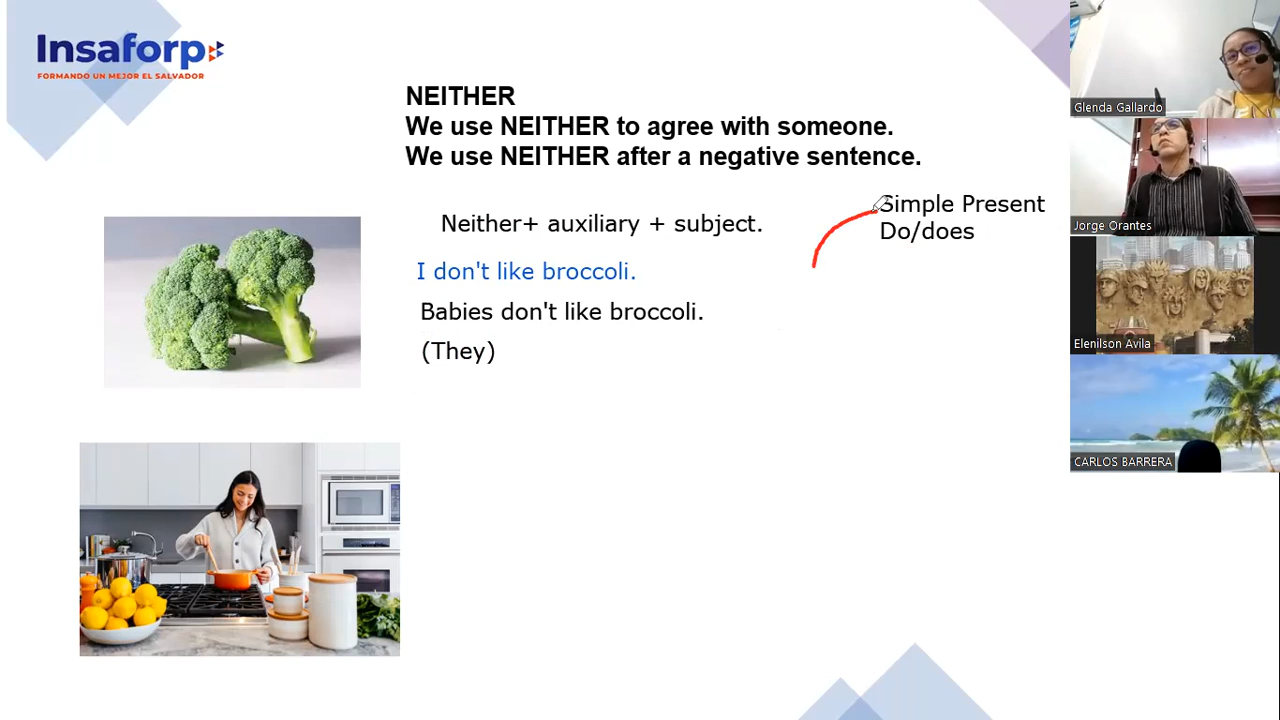 Insaforp
FORMANDO UN MEJOR EL SALVADOR
NEITHER
We use NEITHER to agree with someone.
We use NEITHER after a negative sentence.
Neither+ auxiliary + subject.
Simple Present
Do/does
I don't like broccoli.
Babies don't like broccoli.
(They)
Glenda Gallardo
Jorge Orantes
Elenilson Avila
CARLOS BARRERA